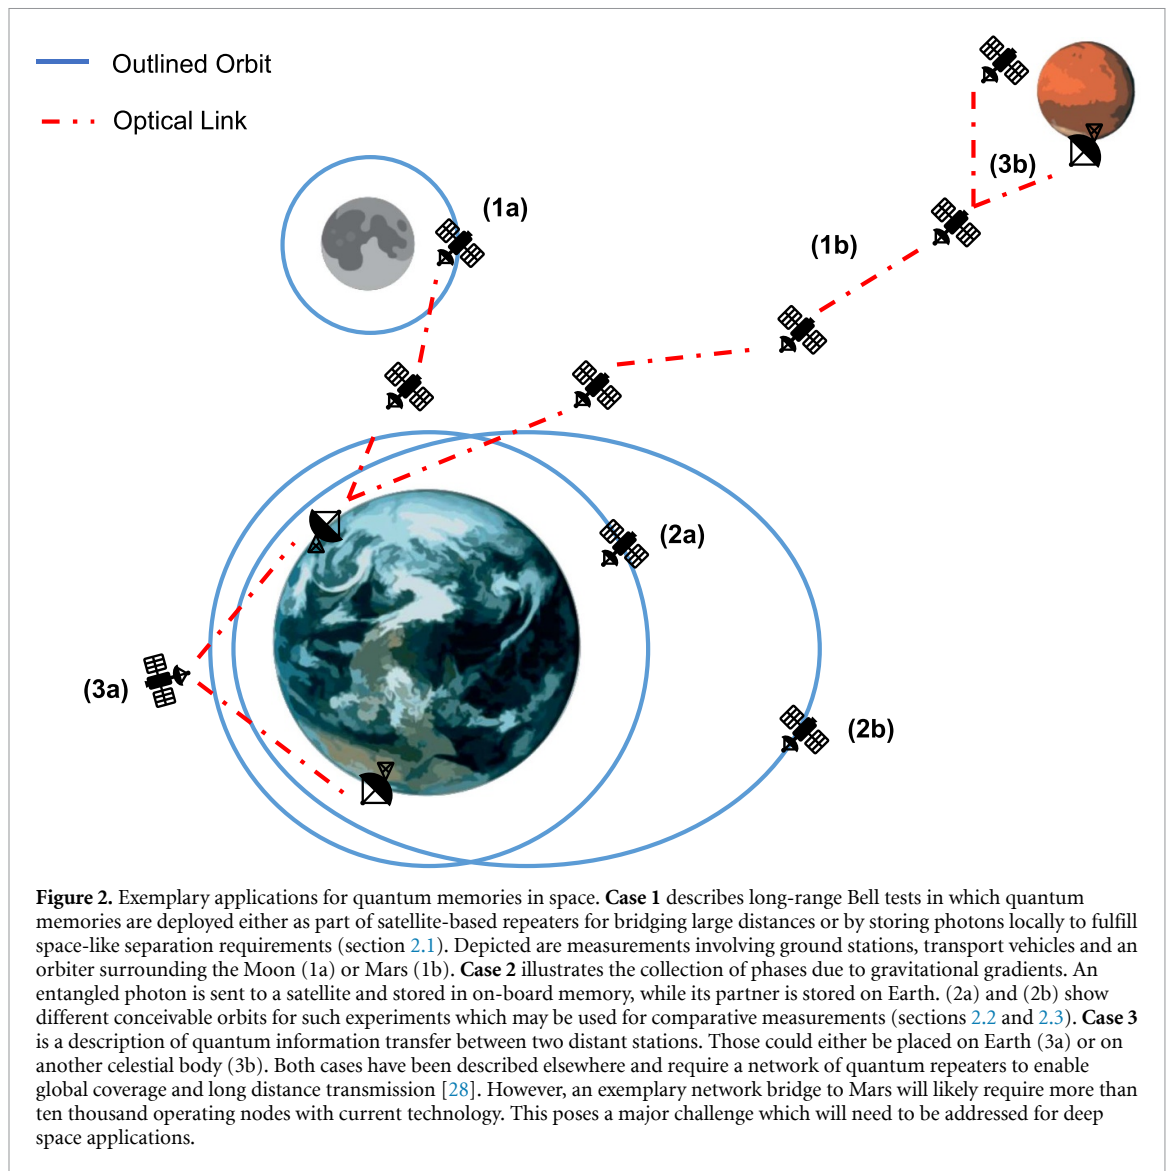 Outlined Orbit
Optical Link
(1a)
(3b)
(1b)
(2a)
(3a)
(2b)
Figure 2. Exemplary applications for quantum memories in space. Case 1 describes long-range Bell tests in which quantum
memories are deployed either as part of satellite-based repeaters for bridging large distances or by storing photons locally to fulfill
space-like separation requirements (section 2.1). Depicted are measurements involving ground stations, transport vehicles and an
orbiter surrounding the Moon (1a) or Mars (1b). Case 2 illustrates the collection of phases due to gravitational gradients. An
entangled photon is sent to a satellite and stored in on-board memory, while its partner is stored on Earth. (2a) and (2b) show
different conceivable orbits for such experiments which may be used for comparative measurements (sections 2.2 and 2.3). Case 3
is a description of quantum information transfer between two distant stations. Those could either be placed on Earth (3a) or on
another celestial body (3b). Both cases have been described elsewhere and require a network of quantum repeaters to enable
global coverage and long distance transmission [28]. However, an exemplary network bridge to Mars will likely require more than
ten thousand operating nodes with current technology. This poses a major challenge which will need to be addressed for deep
space applications.